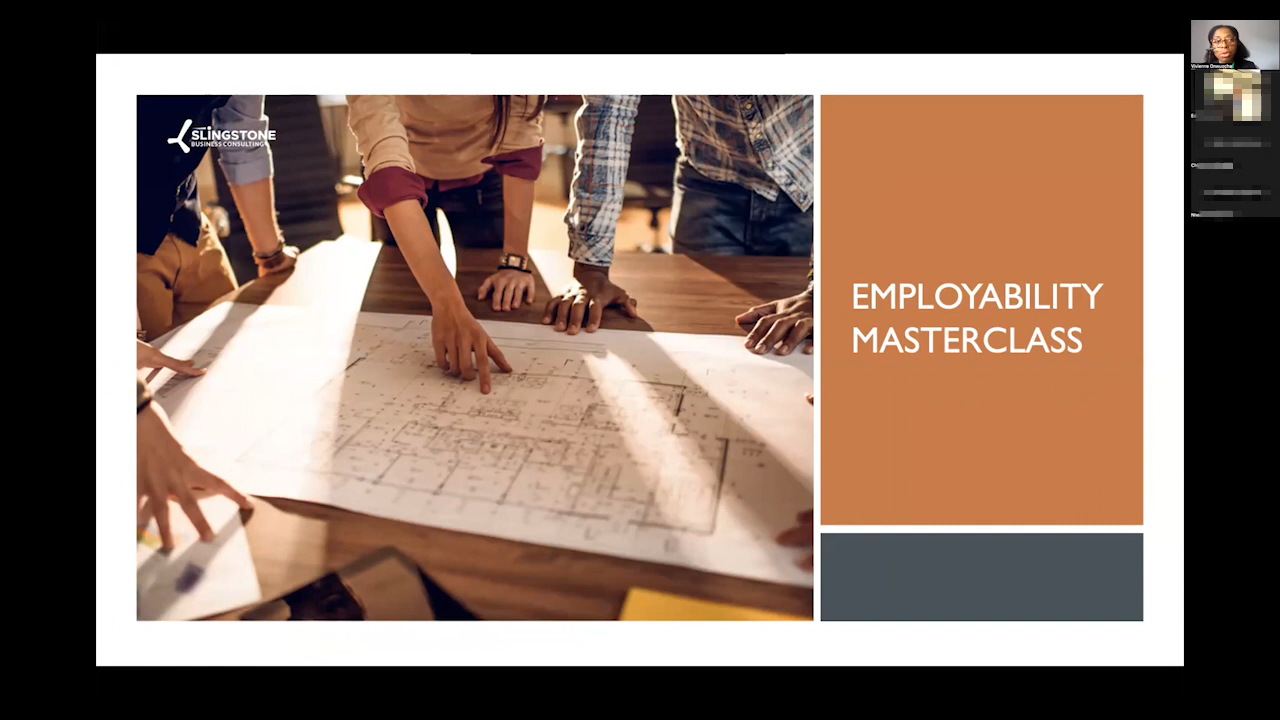 SLINGSTONE
BUSINESS CONSULTING
EMPLOYABILITY
MASTERCLASS